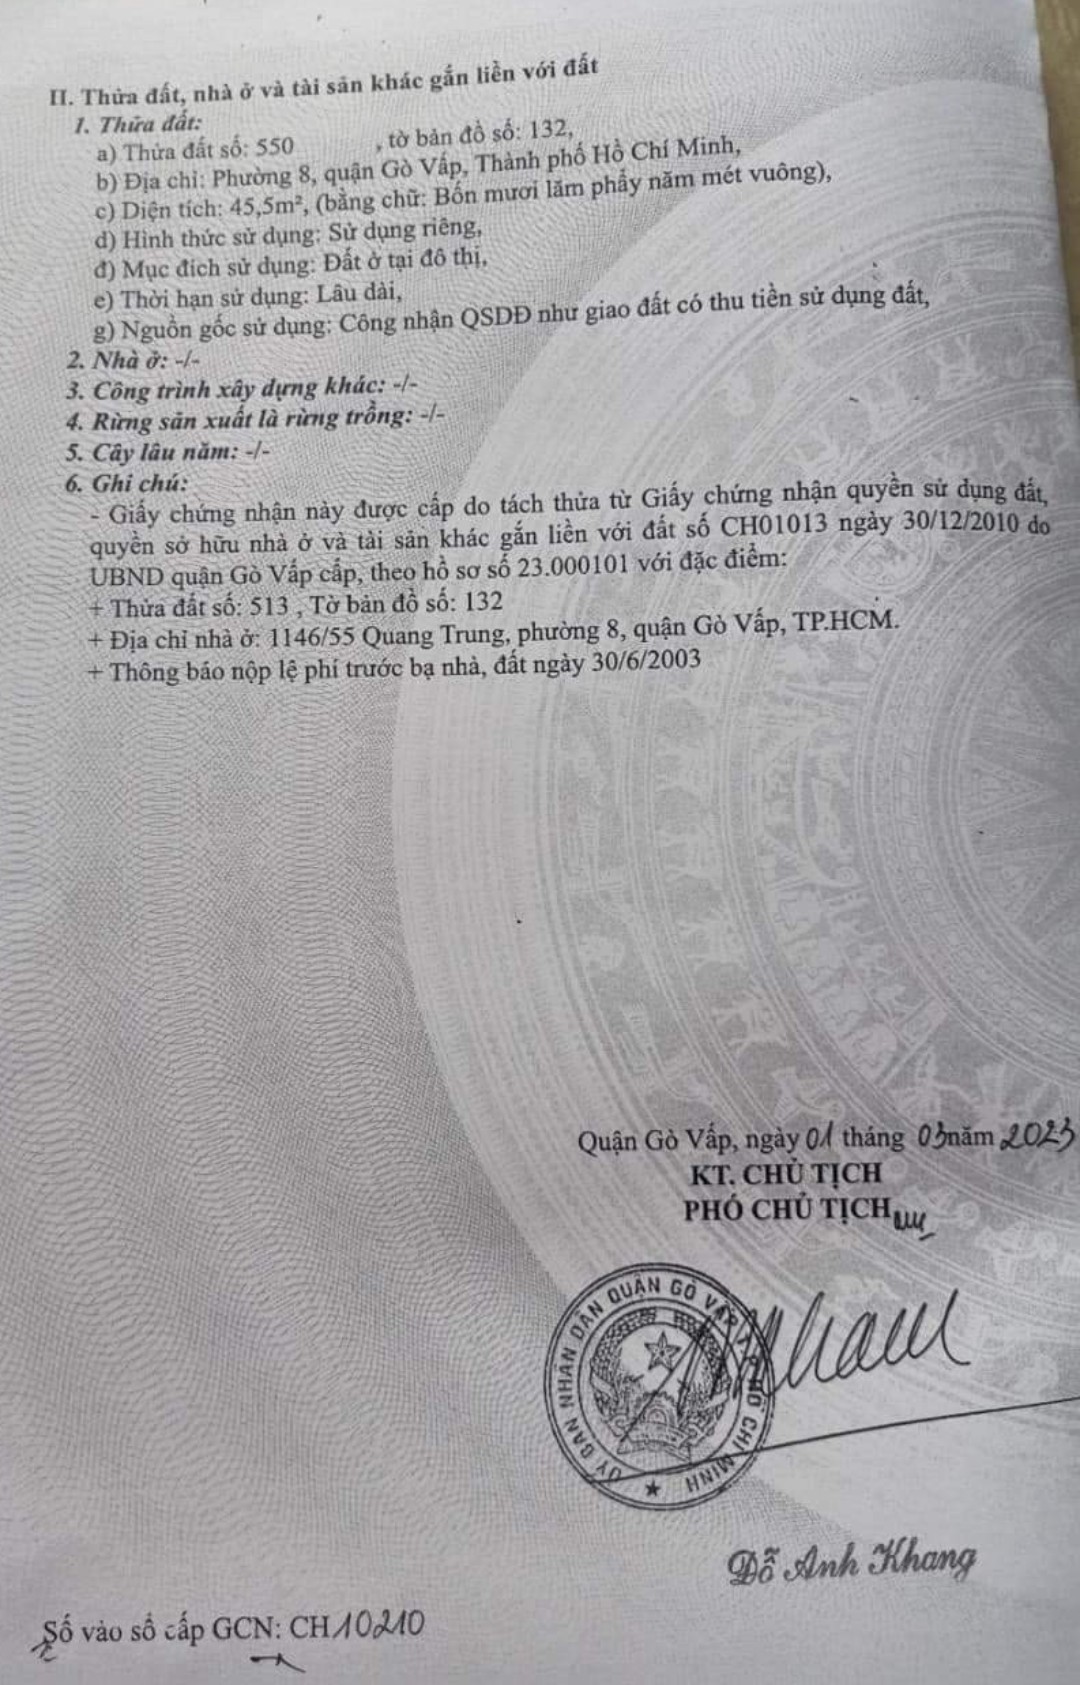 II. Thửa đất, nhà ở và tài sản khác gắn liền với đất
1. Thửa đất:
a) Thửa đất số: 550 , tờ bản đồ số: 132,
b) Địa chỉ: Phường 8, quận Gò Vấp, Thành phố Hồ Chí Minh,
c) Diện tích: 45,5m², (bằng chữ: Bốn mươi lăm phẩy năm mét vuông),
d) Hình thức sử dụng: Sử dụng riêng,
đ) Mục đích sử dụng: Đất ở tại đô thị,
e) Thời hạn sử dụng: Lâu dài,
g) Nguồn gốc sử dụng: Công nhận QSDĐ như giao đất có thu tiền sử dụng đất,
2. Nhà ở: -/-
3. Công trình xây dựng khác: -/-
4. Rừng sản xuất là rừng trồng: -/-
5. Cây lâu năm: -/-
6. Ghi chú:
- Giấy chứng nhận này được cấp do tách thửa từ Giấy chứng nhận quyền sử dụng đất,
quyền sở hữu nhà ở và tài sản khác gắn liền với đất số CH01013 ngày 30/12/2010 do
UBND quận Gò Vấp cấp, theo hồ sơ số 23.000101 với đặc điểm:
+ Thửa đất số: 513 , Tờ bản đồ số: 132
+ Địa chỉ nhà ở: 1146/55 Quang Trung, phường 8, quận Gò Vấp, TP.HCM.
+ Thông báo nộp lệ phí trước bạ nhà, đất ngày 30/6/2003
Quận Gò Vấp, ngày 01 tháng 03 năm 2023
KT. CHỦ TỊCH
PHÓ CHỦ TỊCH
ỦY BAN NHÂN DÂN QUẬN GÒ VẤP T.P HỒ CHÍ MINH
Đỗ Anh Khang
Số vào sổ cấp GCN: CH10210